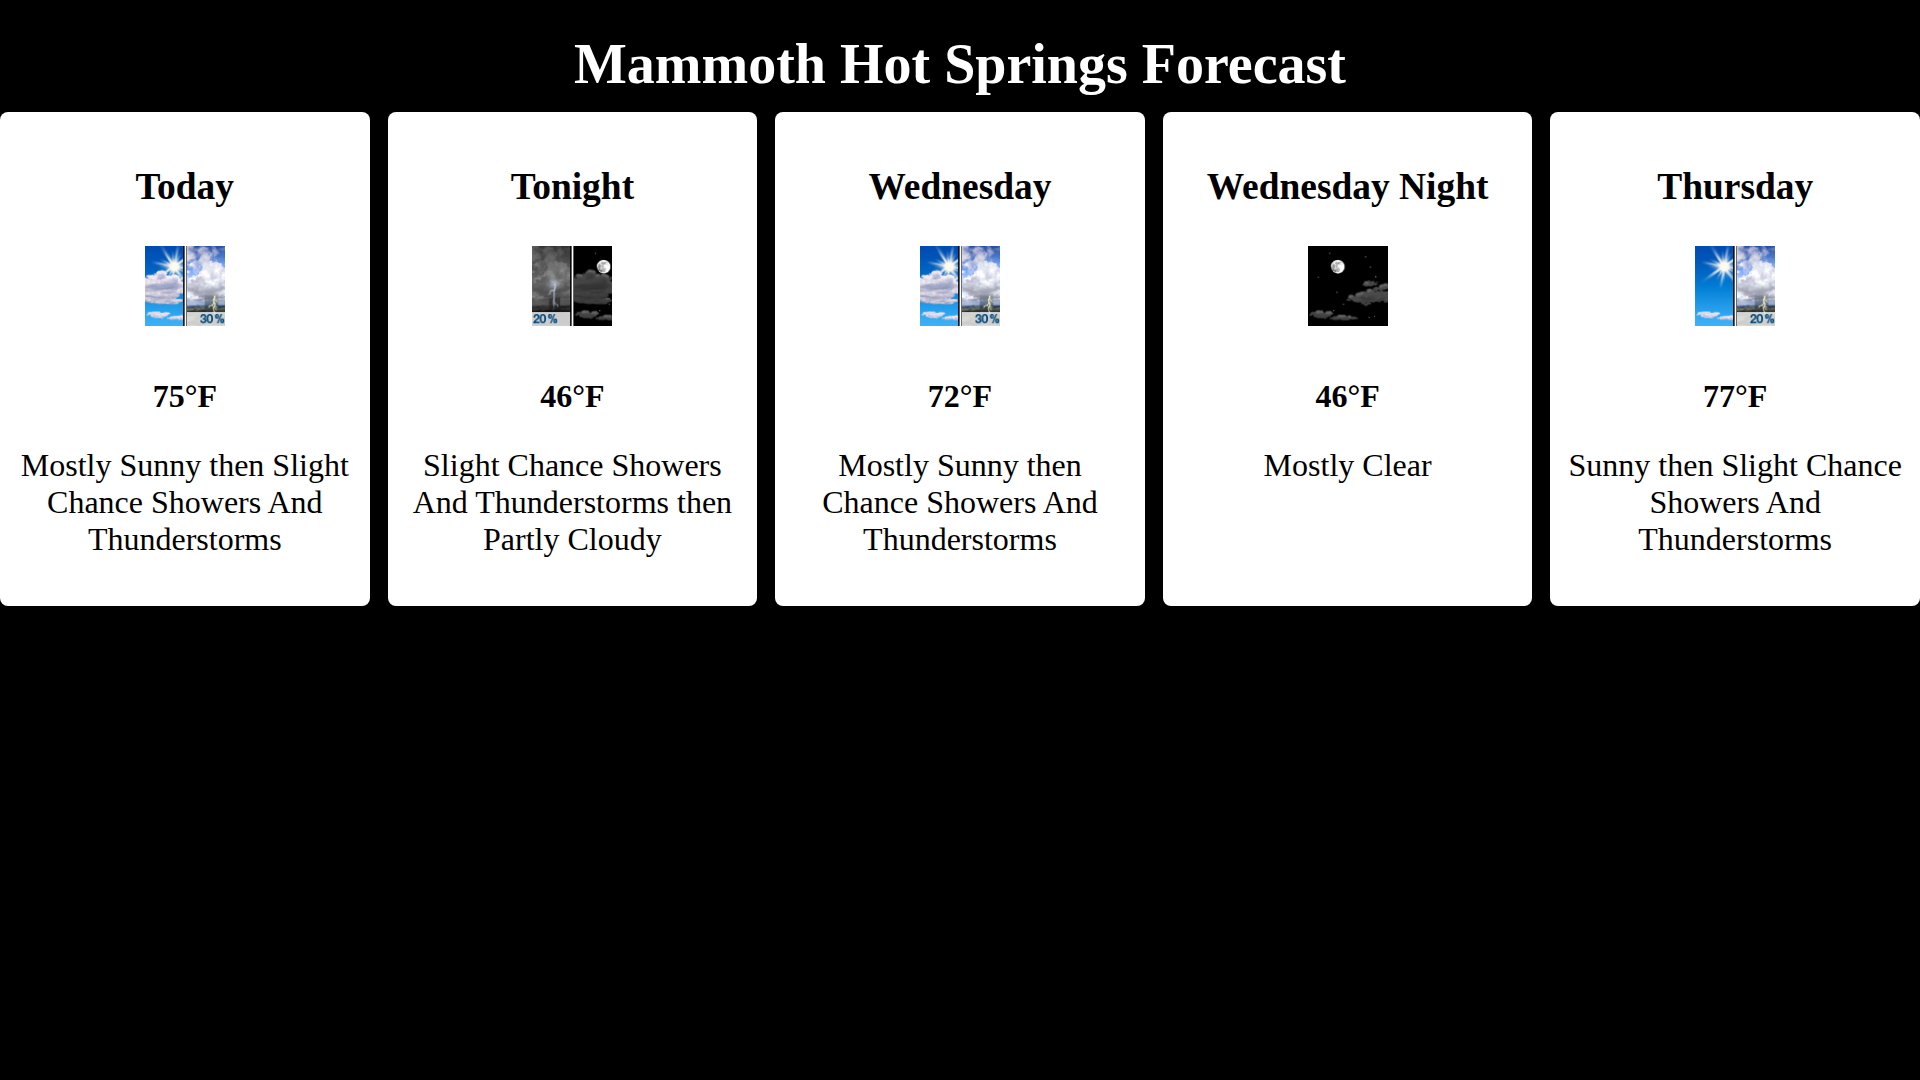 Mammoth Hot Springs Forecast
Today
30%
75°F
Mostly Sunny then Slight
Chance Showers And
Thunderstorms
Tonight
20%
46°F
Slight Chance Showers
And Thunderstorms then
Partly Cloudy
Wednesday
30%
72°F
Mostly Sunny then
Chance Showers And
Thunderstorms
Wednesday Night
46°F
Mostly Clear
Thursday
20%
77°F
Sunny then Slight Chance
Showers And
Thunderstorms